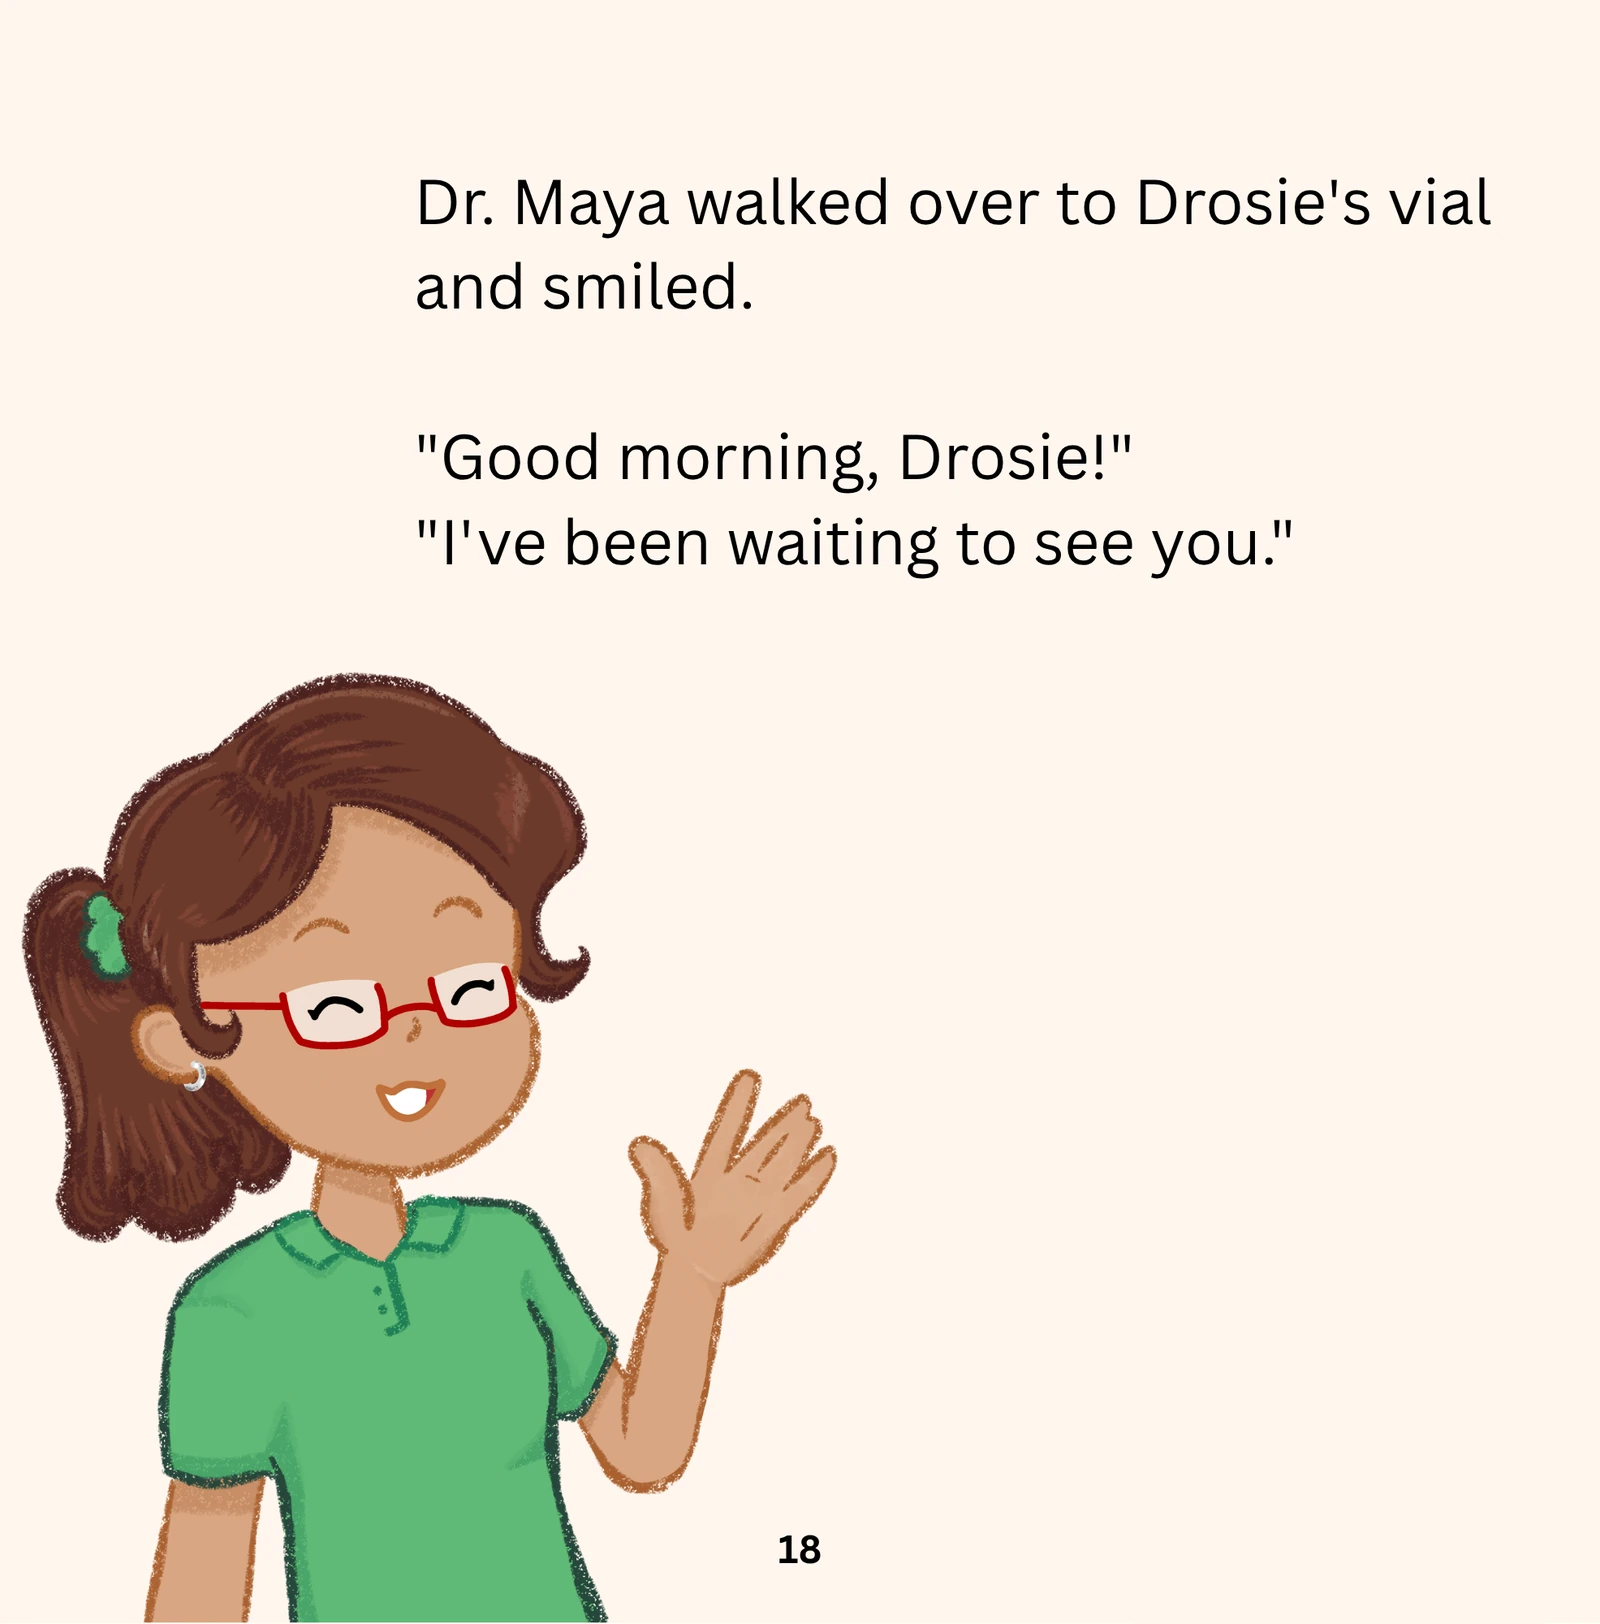 Dr. Maya walked over to Drosie's vial
and smiled.
"Good morning, Drosie!"
"I've been waiting to see you."
18